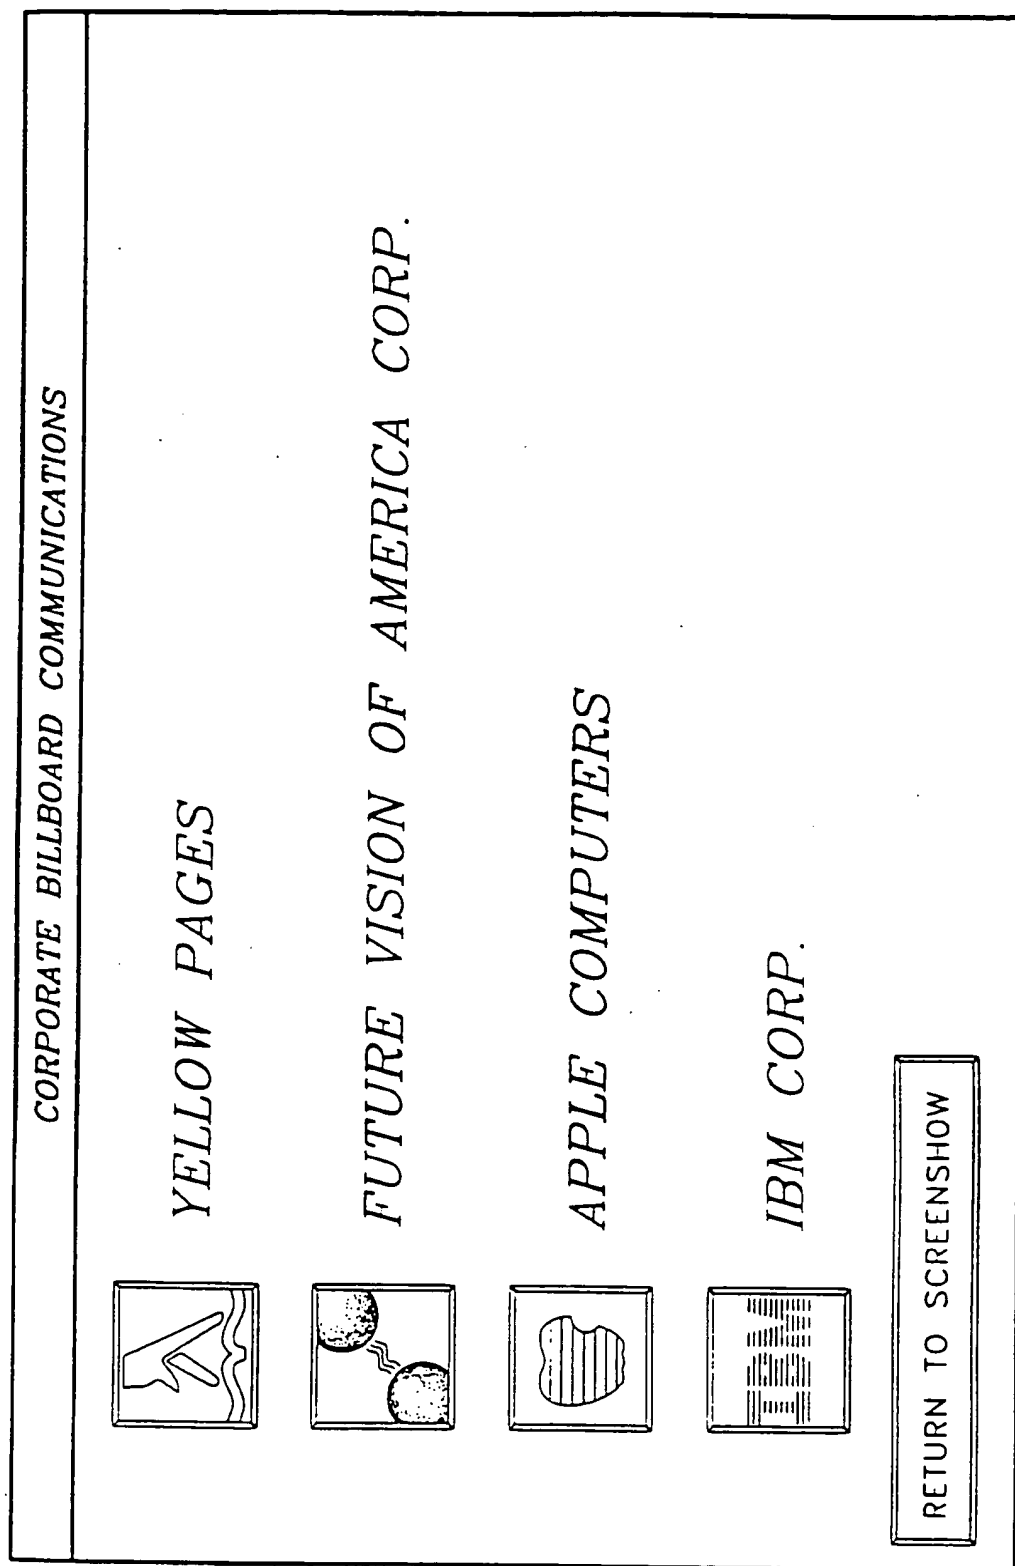 CORPORATE BILLBOARD COMMUNICATIONS
YELLOW PAGES
FUTURE VISION OF AMERICA CORP.
APPLE COMPUTERS
IBM
IBM CORP.
RETURN TO SCREENSHOW